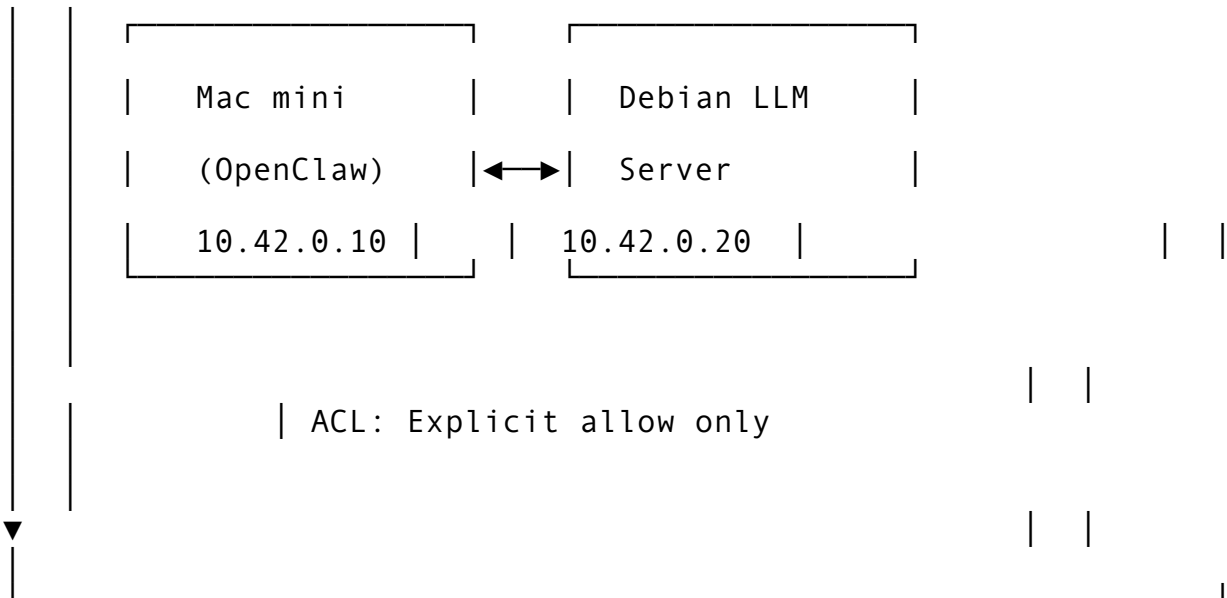 Mac mini Debian LLM
(OpenClaw) Server
10.42.0.10 10.42.0.20
ACL: Explicit allow only